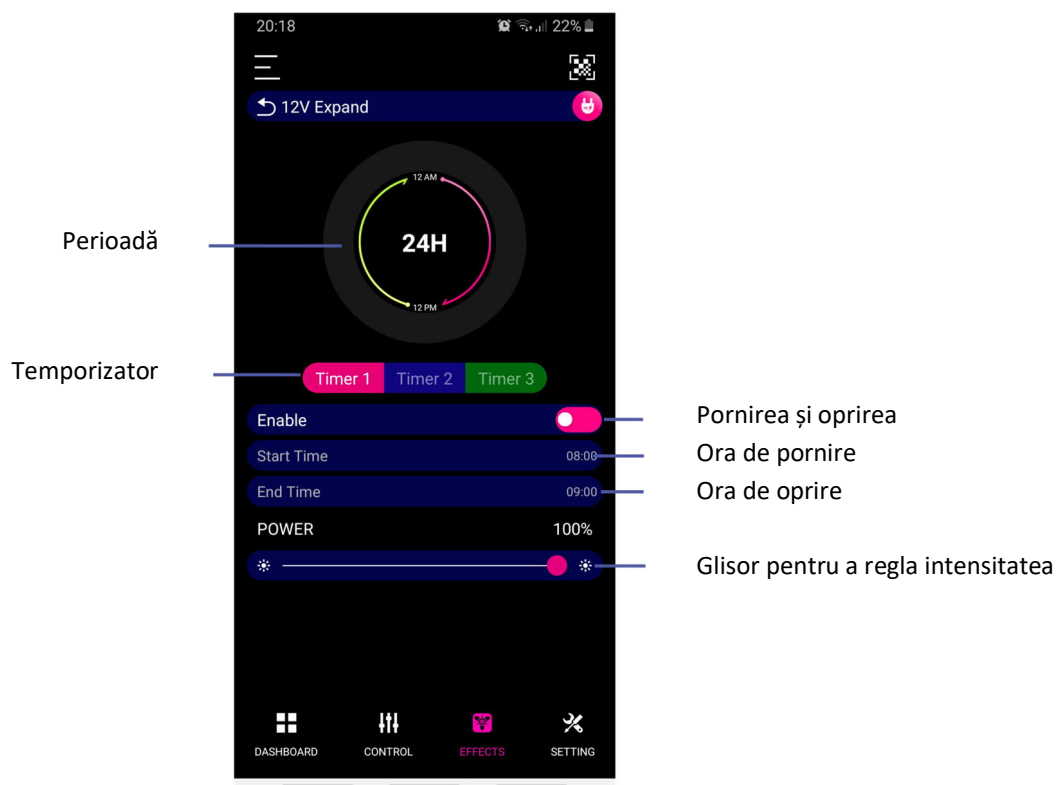 20:18 22%
12V Expand
12 AM
Perioadă
24H
12 PM
Temporizator
Timer 1 Timer 2 Timer 3
Enable
Pornirea și oprirea
Start Time 08:00
Ora de pornire
End Time 09:00
Ora de oprire
POWER 100%
Glisor pentru a regla intensitatea
DASHBOARD CONTROL EFFECTS SETTING